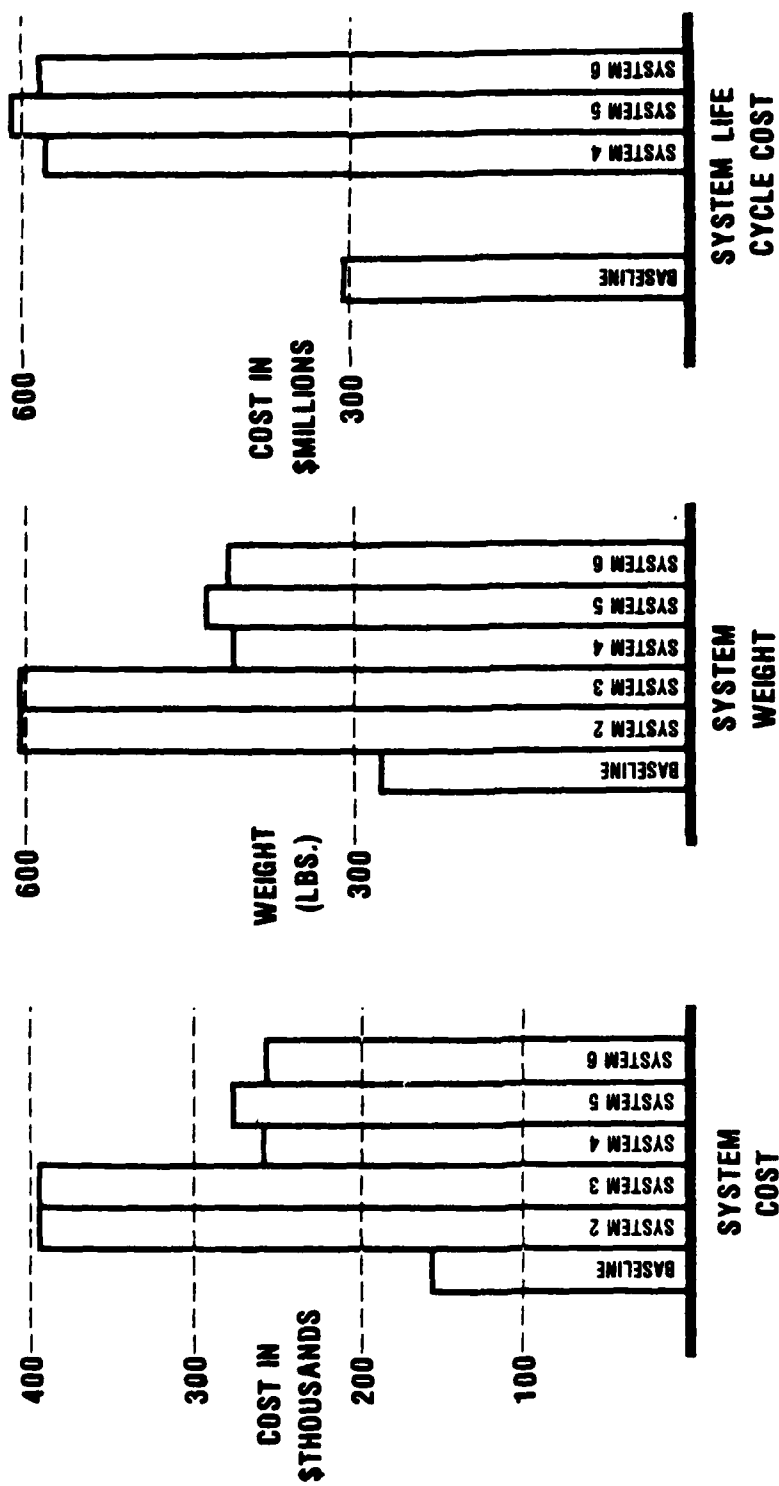 400
300
200
100
COST IN
$THOUSANDS
BASELINE
SYSTEM 2
SYSTEM 3
SYSTEM 4
SYSTEM 5
SYSTEM 6
SYSTEM
COST
600
300
WEIGHT
(LBS.)
BASELINE
SYSTEM 2
SYSTEM 3
SYSTEM 4
SYSTEM 5
SYSTEM 6
SYSTEM
WEIGHT
600
300
COST IN
$MILLIONS
BASELINE
SYSTEM 4
SYSTEM 5
SYSTEM 6
SYSTEM LIFE
CYCLE COST